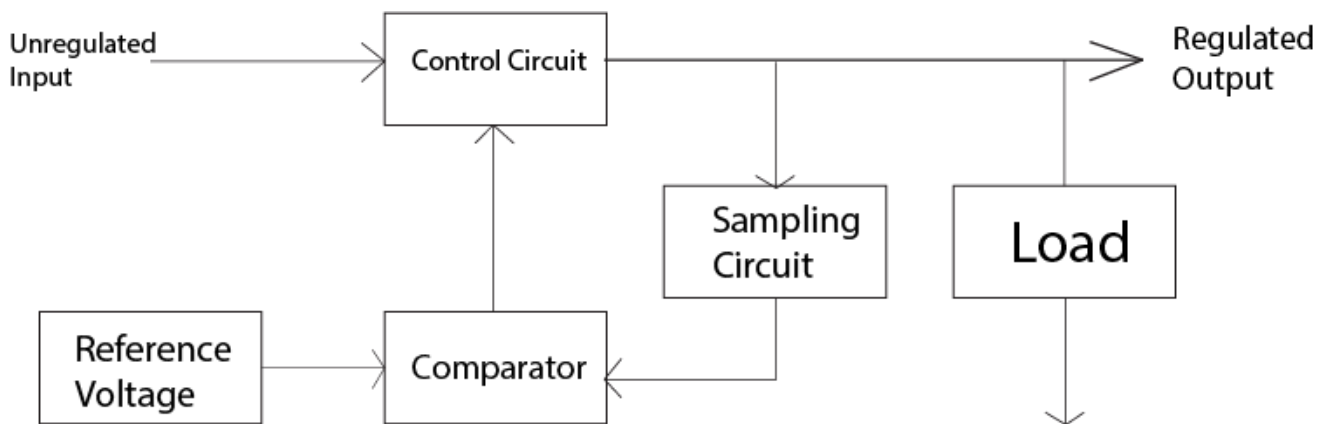 Unregulated
Input
Control Circuit
Regulated
Output
Sampling
Circuit
Load
Reference
Voltage
Comparator